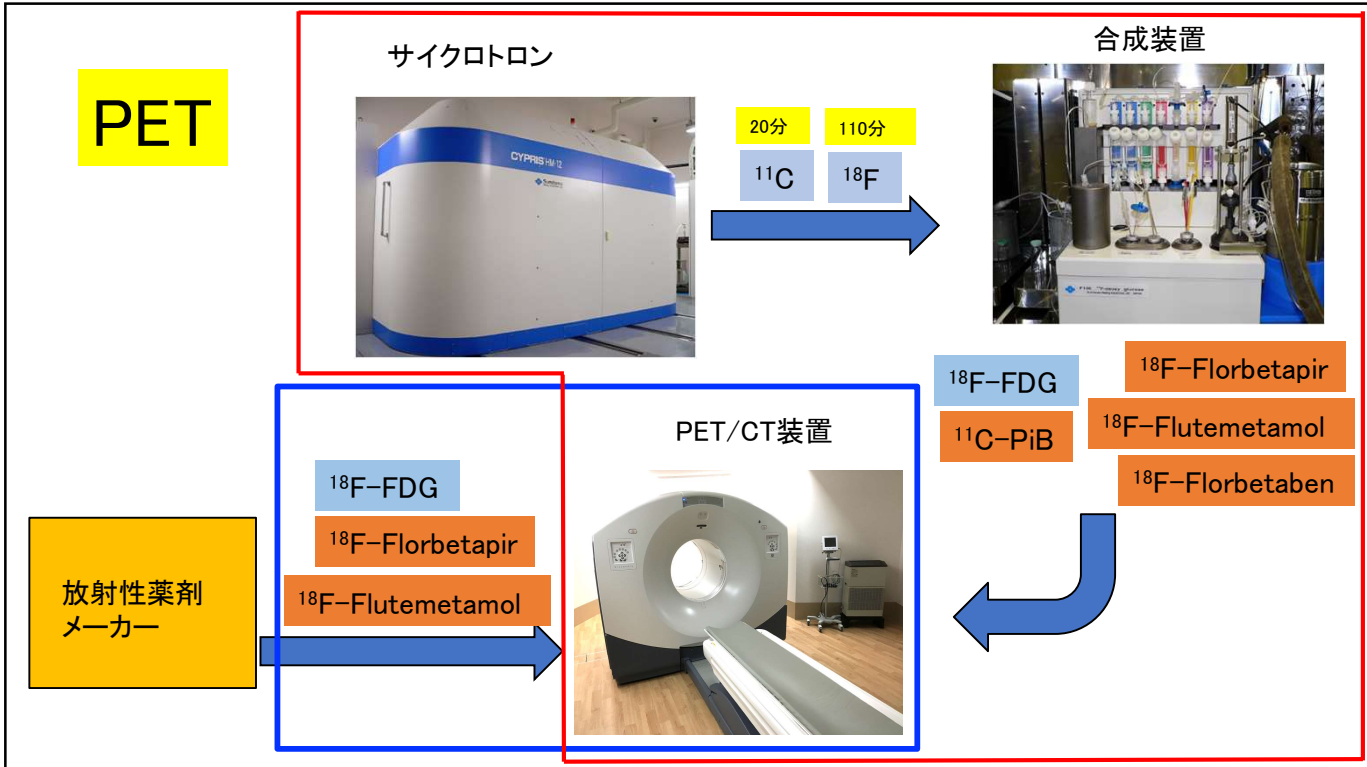 PET
サイクロトロン
合成装置
CYPRIS HM-12
20分
110分
¹¹C
¹⁸F
¹⁸F-FDG
¹¹C-PiB
¹⁸F-Florbetapir
¹⁸F-Flutemetamol
¹⁸F-Florbetaben
PET/CT装置
¹⁸F-FDG
¹⁸F-Florbetapir
¹⁸F-Flutemetamol
放射性薬剤
メーカー